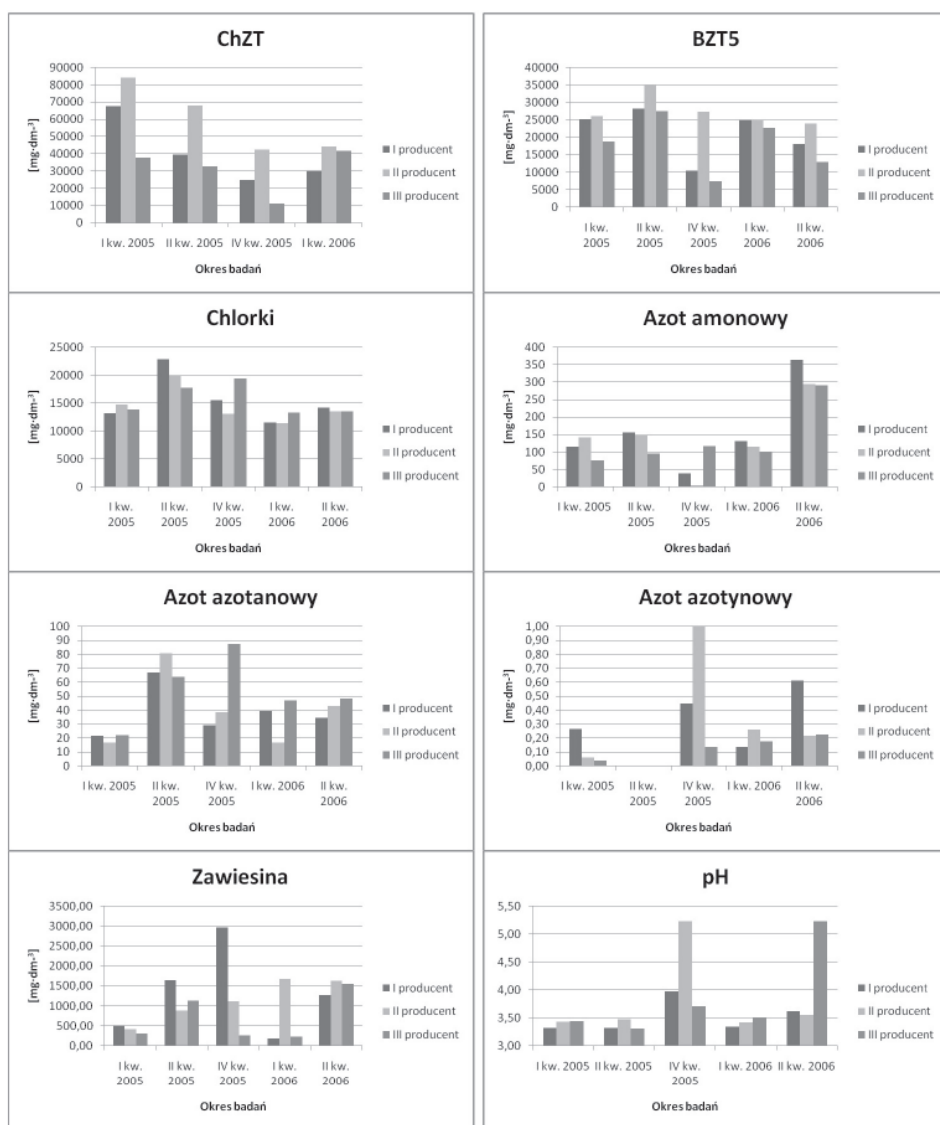 ChZT
[mg·dm-³]
90000
80000
70000
60000
50000
40000
30000
20000
10000
0
I kw. 2005 II kw. 2005 IV kw. 2005 I kw. 2006
Okres badań
I producent
II producent
III producent
BZT5
[mg·dm-³]
40000
35000
30000
25000
20000
15000
10000
5000
0
I kw. 2005 II kw. 2005 IV kw. 2005 I kw. 2006 II kw. 2006
Okres badań
I producent
II producent
III producent
Chlorki
[mg·dm-³]
25000
20000
15000
10000
5000
0
I kw. 2005 II kw. 2005 IV kw. 2005 I kw. 2006 II kw. 2006
Okres badań
I producent
II producent
III producent
Azot amonowy
[mg·dm-³]
400
350
300
250
200
150
100
50
0
I kw. 2005 II kw. 2005 IV kw. 2005 I kw. 2006 II kw. 2006
Okres badań
I producent
II producent
III producent
Azot azotanowy
[mg·dm-³]
100
90
80
70
60
50
40
30
20
10
0
I kw. 2005 II kw. 2005 IV kw. 2005 I kw. 2006 II kw. 2006
Okres badań
I producent
II producent
III producent
Azot azotynowy
[mg·dm-³]
1,00
0,90
0,80
0,70
0,60
0,50
0,40
0,30
0,20
0,10
0,00
I kw. 2005 II kw. 2005 IV kw. 2005 I kw. 2006 II kw. 2006
Okres badań
I producent
II producent
III producent
Zawiesina
[mg·dm-³]
3500,00
3000,00
2500,00
2000,00
1500,00
1000,00
500,00
0,00
I kw. 2005 II kw. 2005 IV kw. 2005 I kw. 2006 II kw. 2006
Okres badań
I producent
II producent
III producent
pH
5,50
5,00
4,50
4,00
3,50
3,00
I kw. 2005 II kw. 2005 IV kw. 2005 I kw. 2006 II kw. 2006
Okres badań
I producent
II producent
III producent